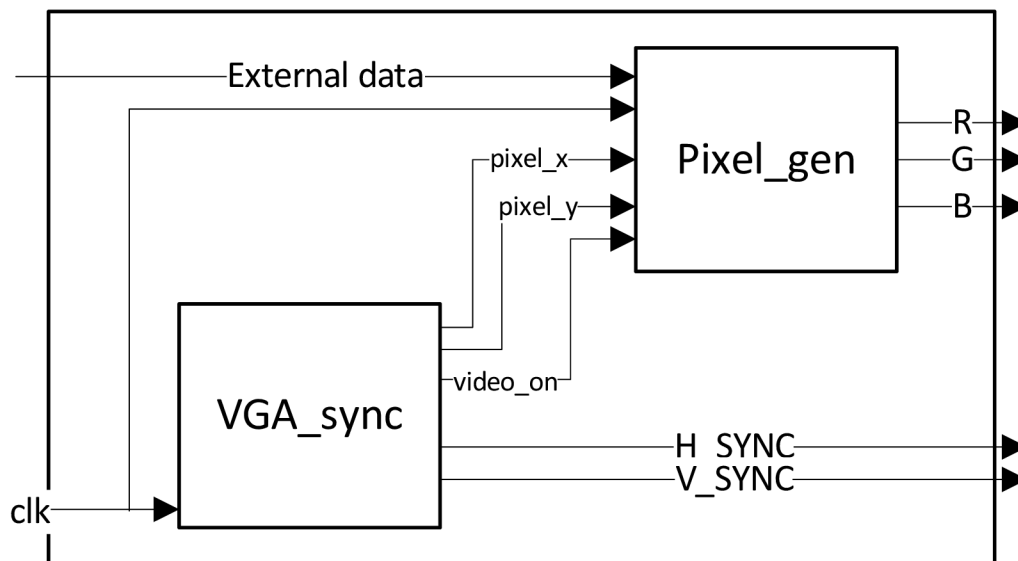 External data
R
pixel_x
Pixel_gen
G
pixel_y
B
video_on
VGA_sync
H_SYNC
V_SYNC
clk